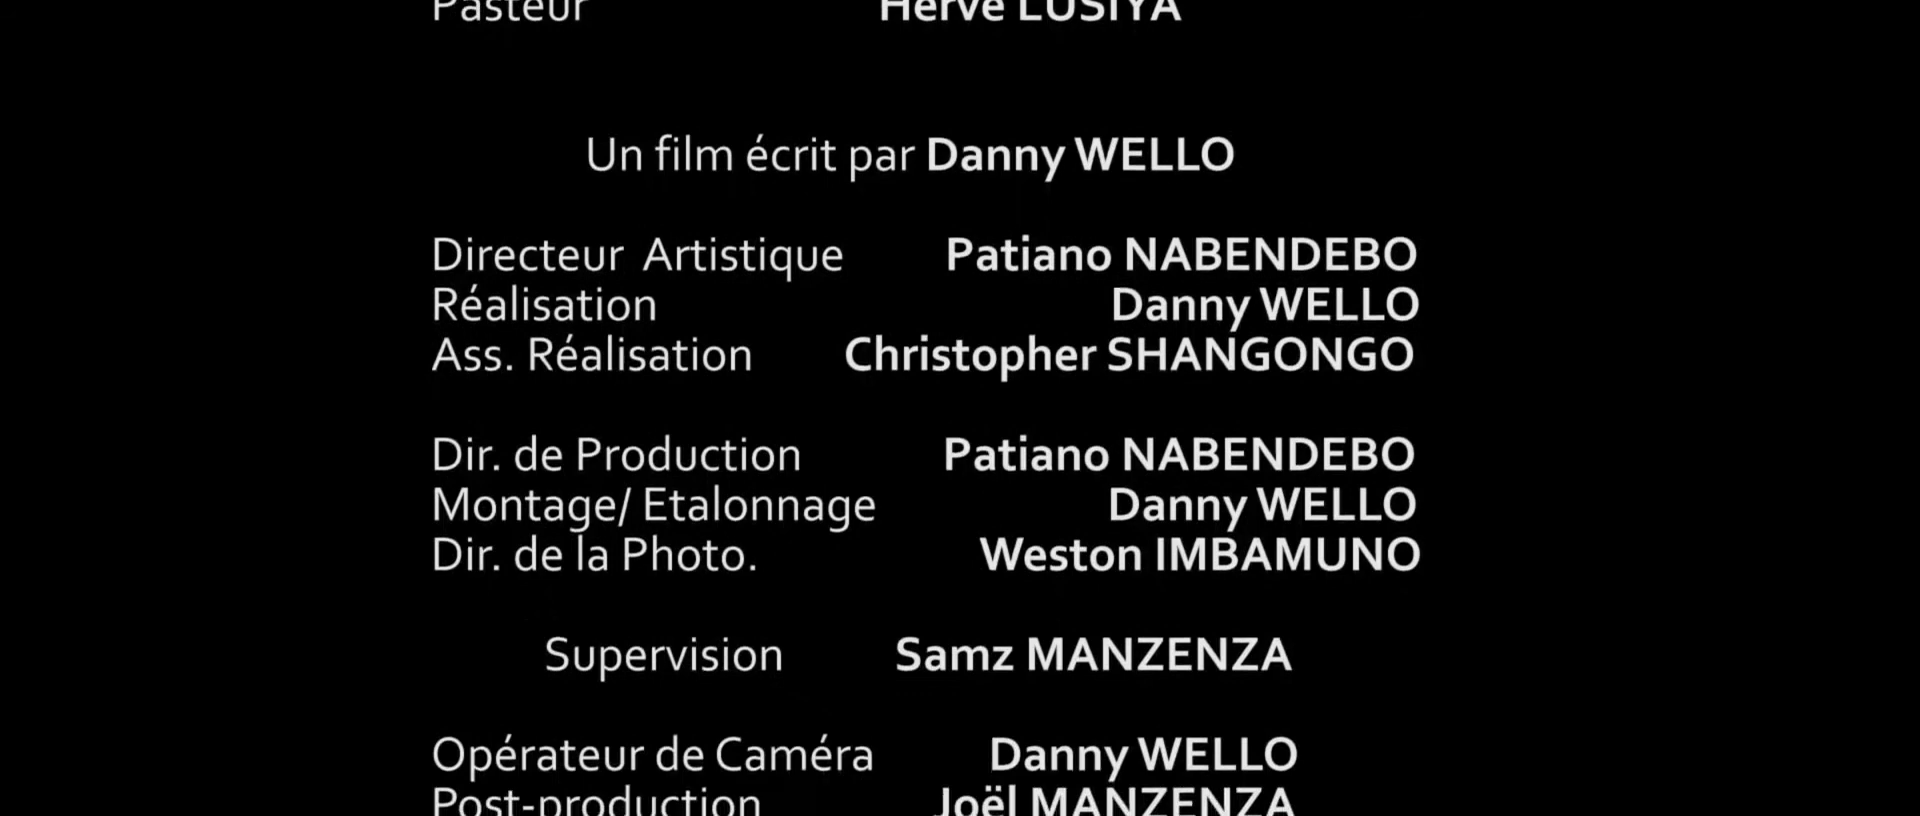 Pasteur Hervé LUSIYA
Un film écrit par Danny WELLO
Directeur Artistique Patiano NABENDEBO
Réalisation Danny WELLO
Ass. Réalisation Christopher SHANGONGO
Dir. de Production Patiano NABENDEBO
Montage/ Etalonnage Danny WELLO
Dir. de la Photo. Weston IMBAMUNO
Supervision Samz MANZENZA
Opérateur de Caméra Danny WELLO
Post-production Joël MANZENZA